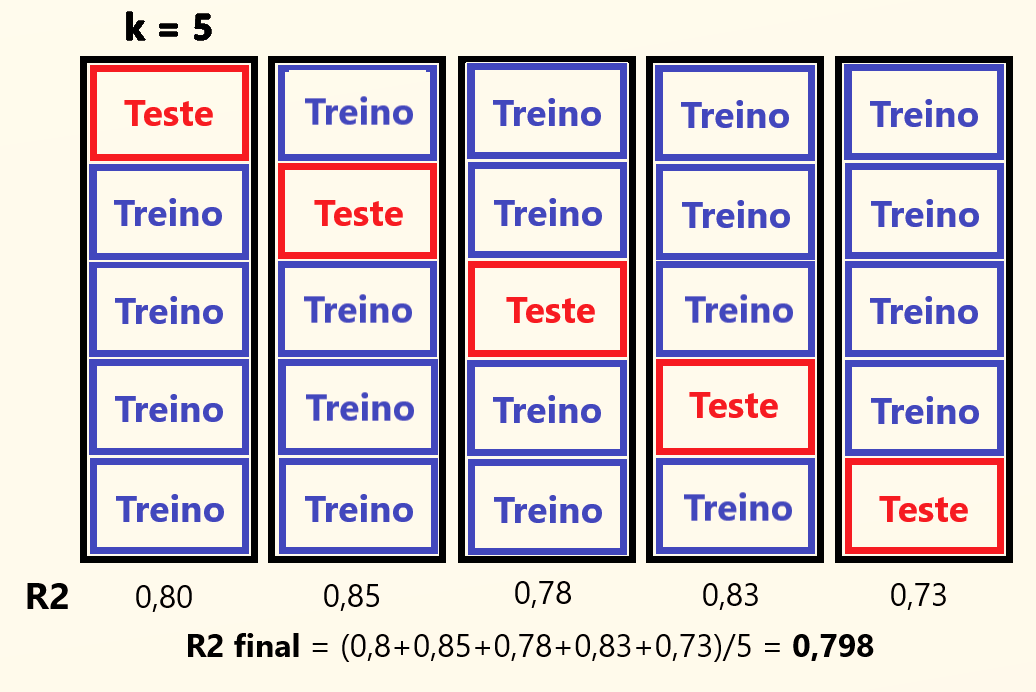 k = 5
Teste Treino Treino Treino Treino
Treino Teste Treino Treino Treino
Treino Treino Teste Treino Treino
Treino Treino Treino Teste Treino
Treino Treino Treino Treino Teste
R2 0,80 0,85 0,78 0,83 0,73
R2 final = (0,8+0,85+0,78+0,83+0,73)/5 = 0,798